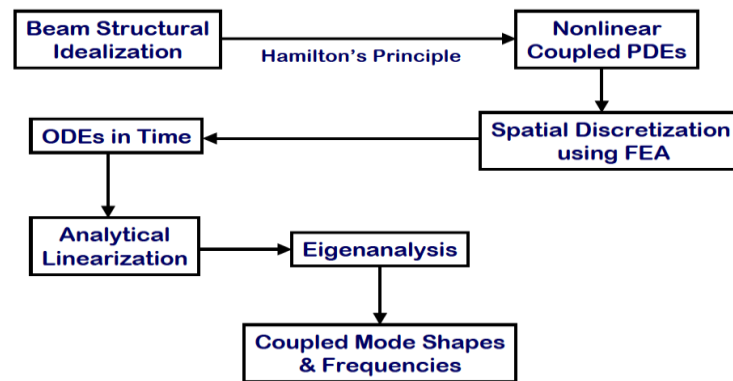 Beam Structural
Idealization
Hamilton's Principle
Nonlinear
Coupled PDEs
Spatial Discretization
using FEA
ODEs in Time
Analytical
Linearization
Eigenanalysis
Coupled Mode Shapes
& Frequencies